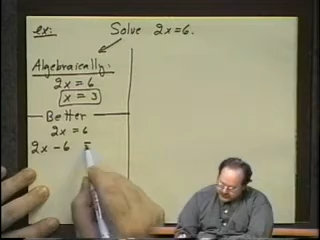 ex: Solve 2x=6.
Algebraically:
2x = 6
x = 3
Better
2x = 6
2x - 6